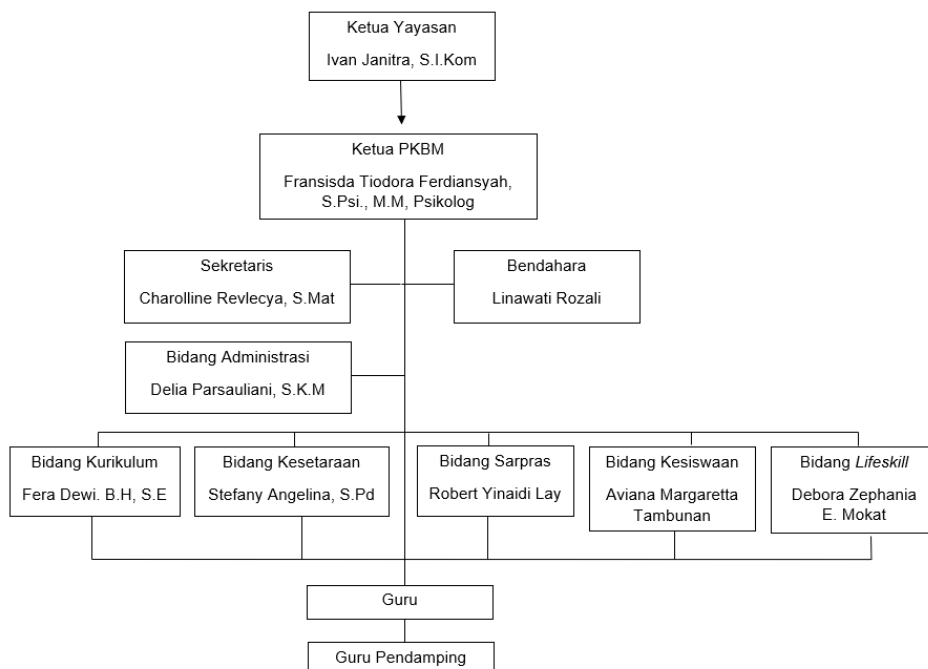 Ketua Yayasan
Ivan Janitra, S.I.Kom
Ketua PKBM
Fransisda Tiodora Ferdiansyah,
S.Psi., M.M, Psikolog
Sekretaris
Charolline Revlecya, S.Mat
Bendahara
Linawati Rozali
Bidang Administrasi
Delia Parsauliani, S.K.M
Bidang Kurikulum
Fera Dewi. B.H, S.E
Bidang Kesetaraan
Stefany Angelina, S.Pd
Bidang Sarpras
Robert Yinaidi Lay
Bidang Kesiswaan
Aviana Margaretta
Tambunan
Bidang Lifeskill
Debora Zephania
E. Mokat
Guru
Guru Pendamping